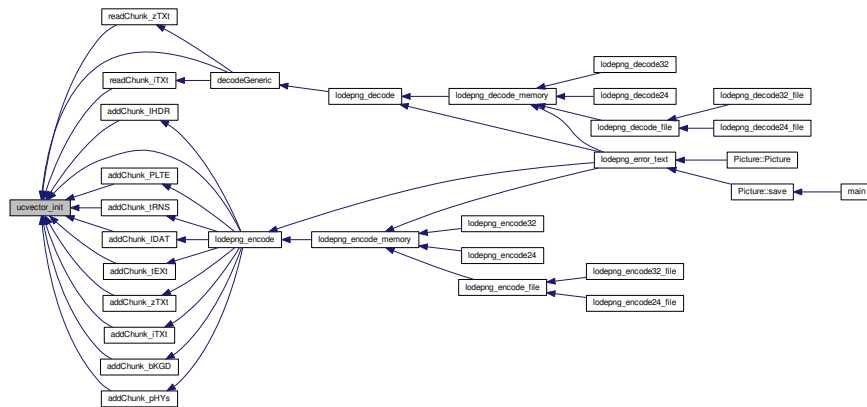 readChunk_zTXt
readChunk_iTXt
addChunk_IHDR
addChunk_PLTE
ucvector_init
addChunk_tRNS
addChunk_IDAT
addChunk_tEXt
addChunk_zTXt
addChunk_iTXt
addChunk_bKGD
addChunk_pHYs
decodeGeneric
lodepng_encode
lodepng_decode
lodepng_encode_memory
lodepng_decode_memory
lodepng_encode32
lodepng_encode24
lodepng_encode_file
lodepng_decode32
lodepng_decode24
lodepng_decode_file
lodepng_error_text
lodepng_encode32_file
lodepng_encode24_file
lodepng_decode32_file
lodepng_decode24_file
Picture::Picture
Picture::save
main